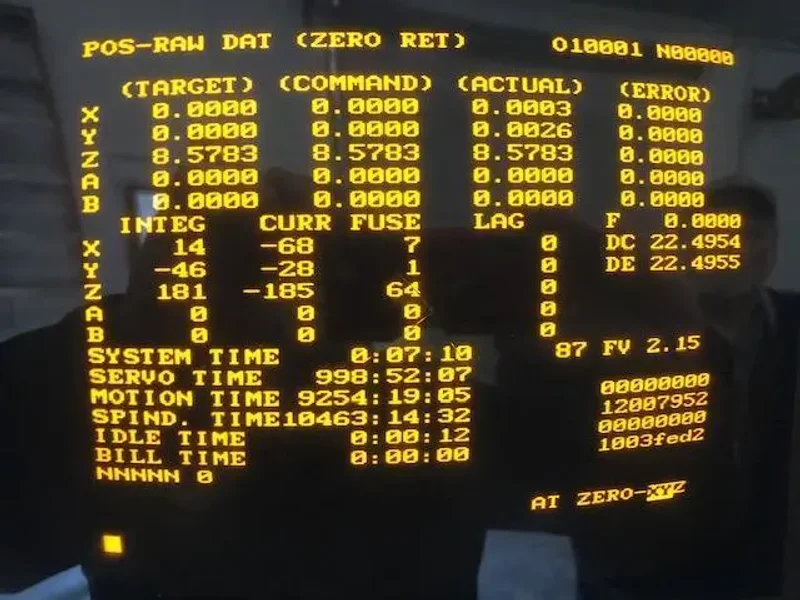 POS-RAW DAT (ZERO RET) O10001 N00000
(TARGET) (COMMAND) (ACTUAL) (ERROR)
X 0.0000 0.0000 0.0003 0.0000
Y 0.0000 0.0000 0.0026 0.0000
Z 8.5783 8.5783 8.5783 0.0000
A 0.0000 0.0000 0.0000 0.0000
B 0.0000 0.0000 0.0000 0.0000
INTEG CURR FUSE LAG F 0.0000
X 14 -68 7 0 DC 22.4954
Y -46 -28 1 0 DE 22.4955
Z 181 -185 64 0
A 0 0 0 0
B 0 0 0 0
SYSTEM TIME 0:07:10 87 FV 2.15
SERVO TIME 998:52:07
MOTION TIME 9254:19:05 00000000
SPIND. TIME10463:14:32 12007952
IDLE TIME 0:00:12 00000000
BILL TIME 0:00:00 1003fed2
NNNNN 0
AT ZERO-XYZ